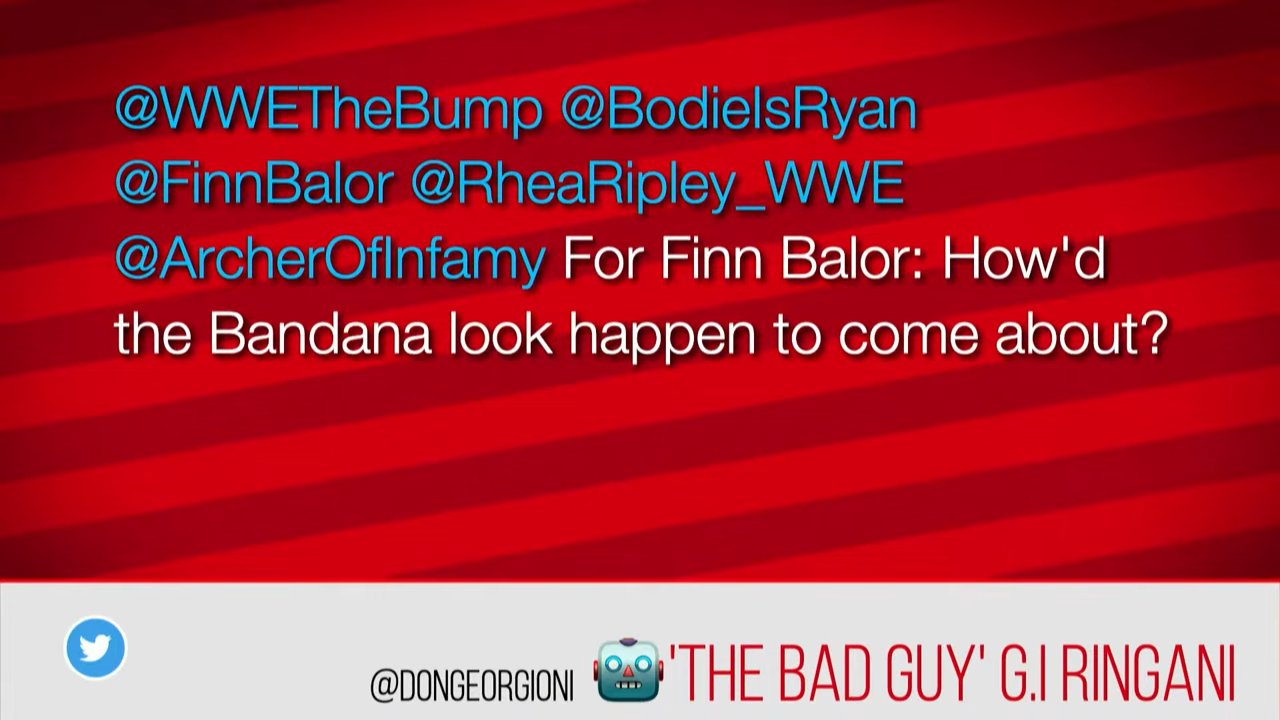 @WWETheBump @BodieIsRyan
@FinnBalor @RheaRipley_WWE
@ArcherOfInfamy For Finn Balor: How'd
the Bandana look happen to come about?
@DONGEORGIONI 'THE BAD GUY' G.I RINGANI